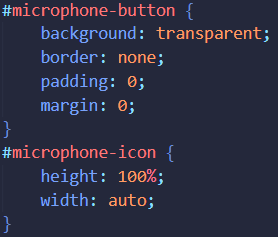 #microphone-button {
    background: transparent;
    border: none;
    padding: 0;
    margin: 0;
}
#microphone-icon {
    height: 100%;
    width: auto;
}